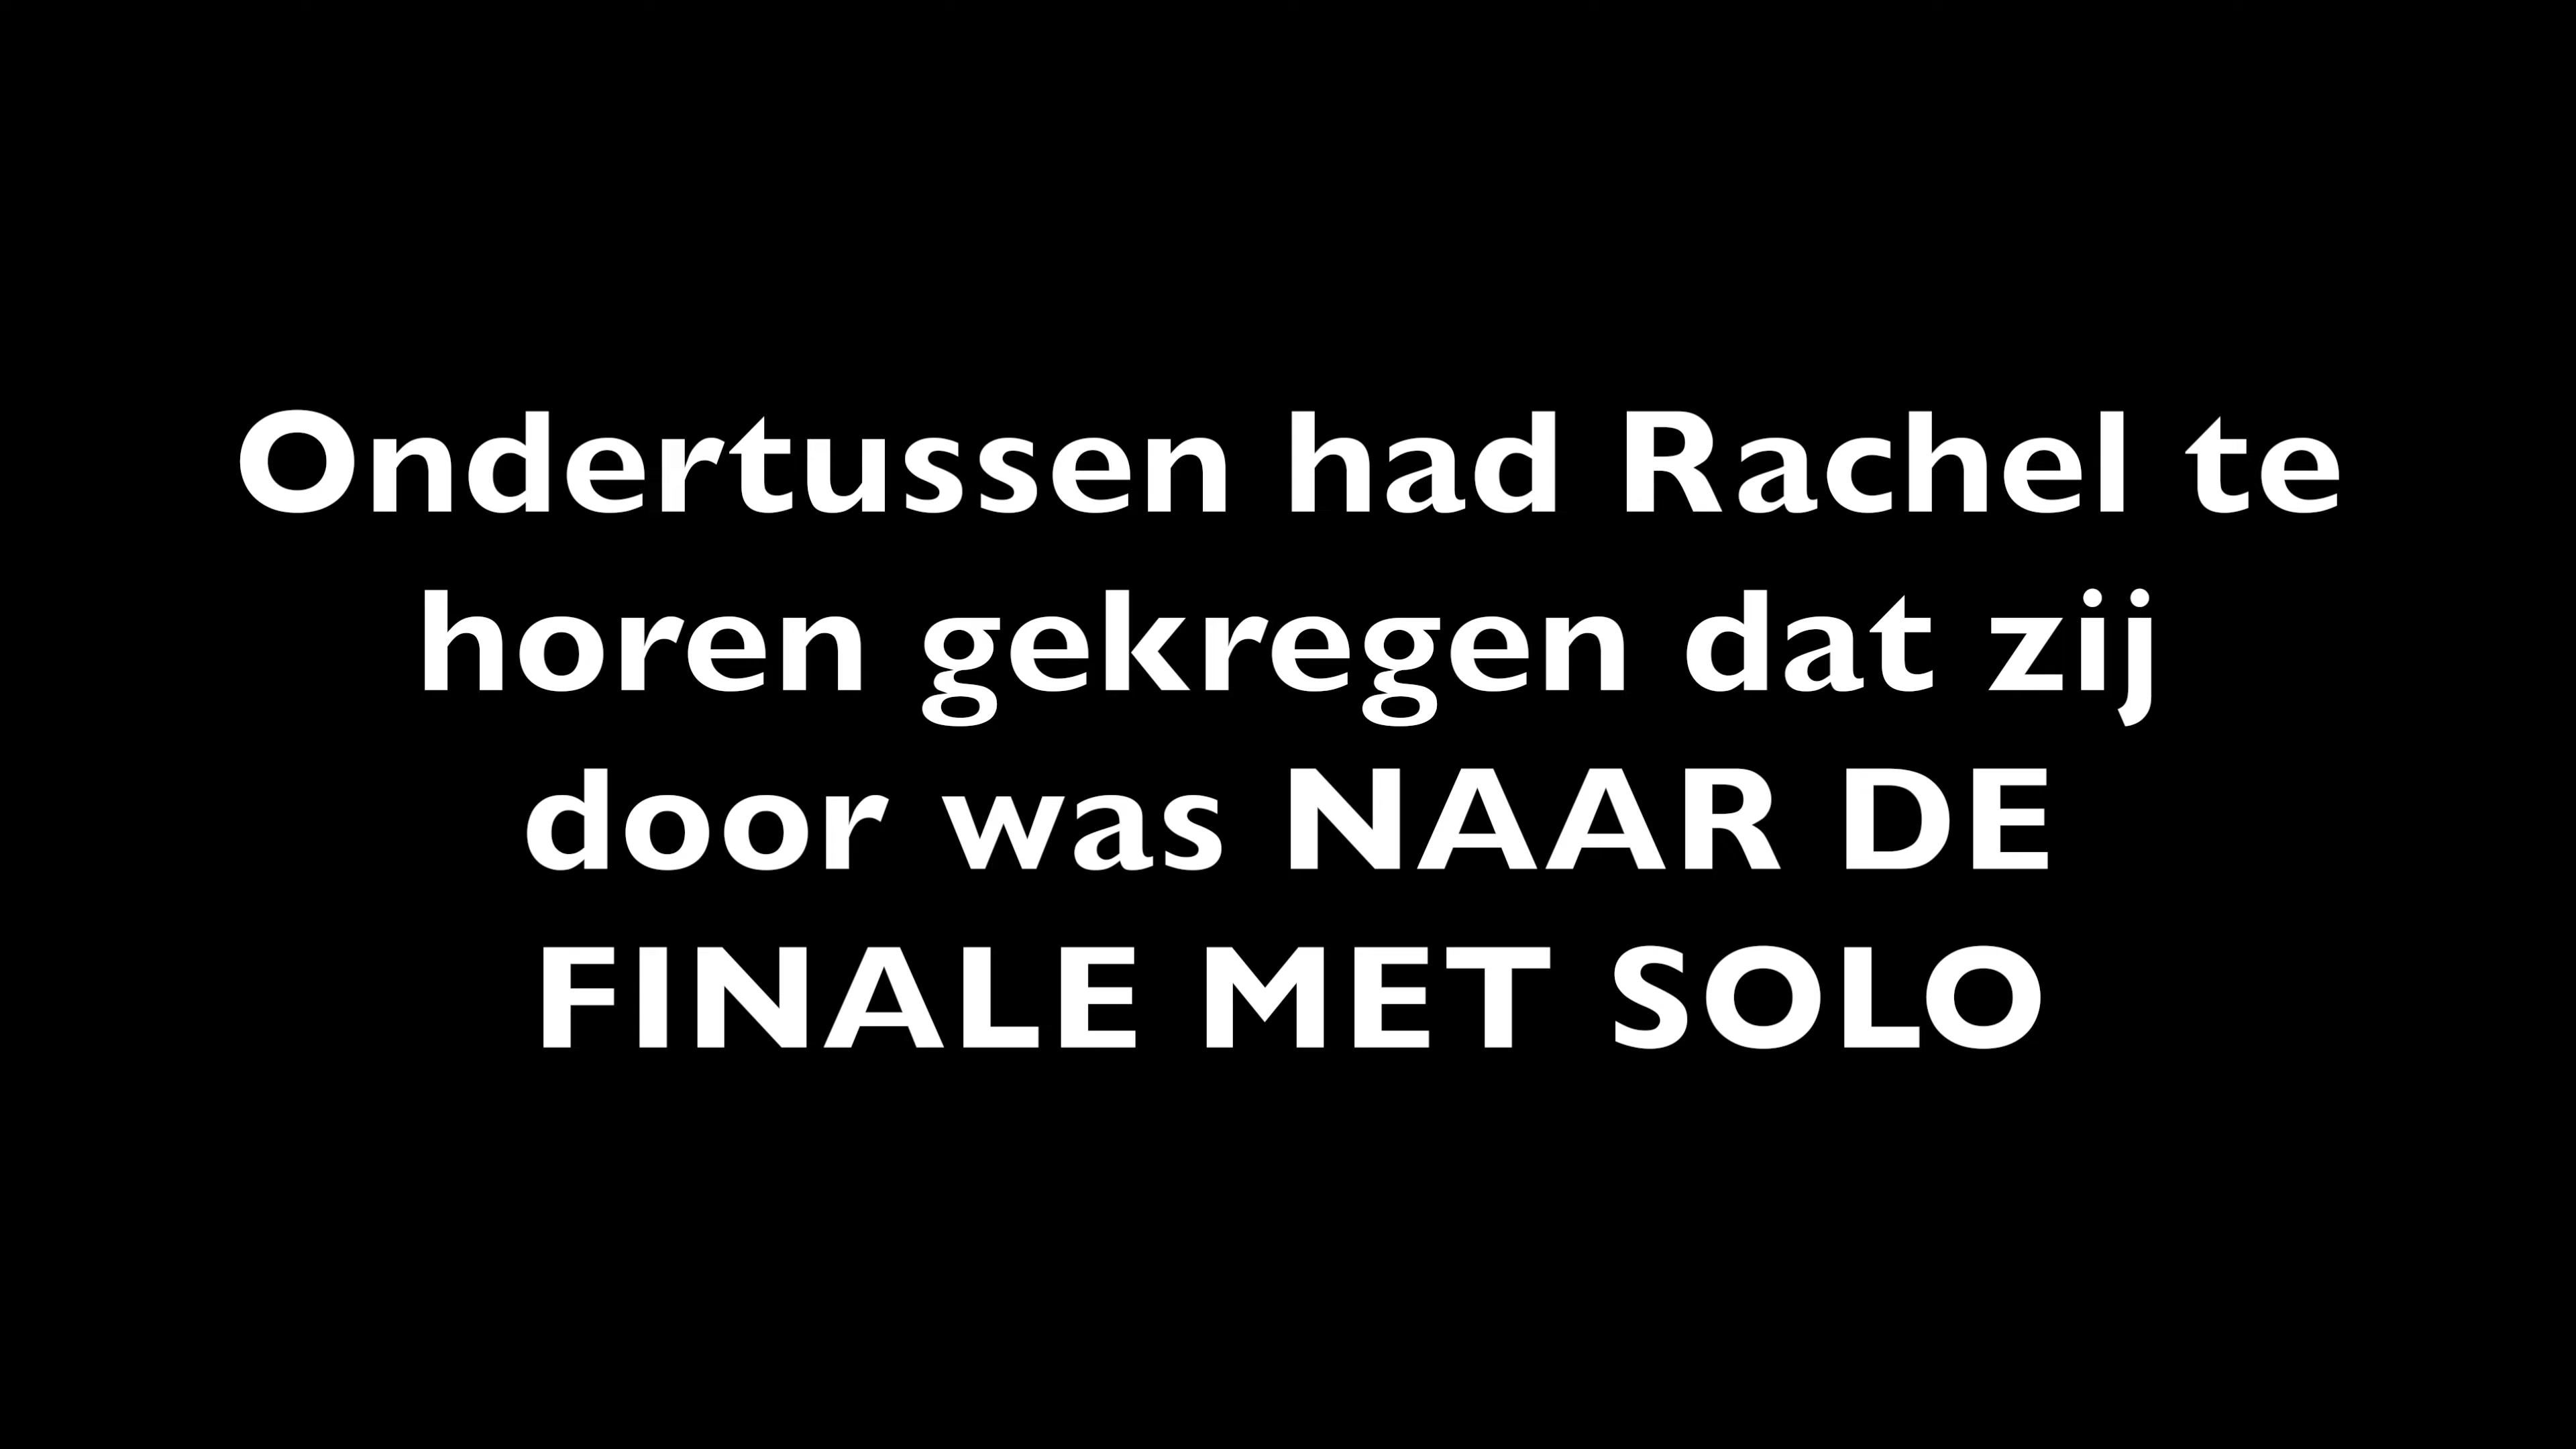 Ondertussen had Rachel te
horen gekregen dat zij
door was NAAR DE
FINALE MET SOLO